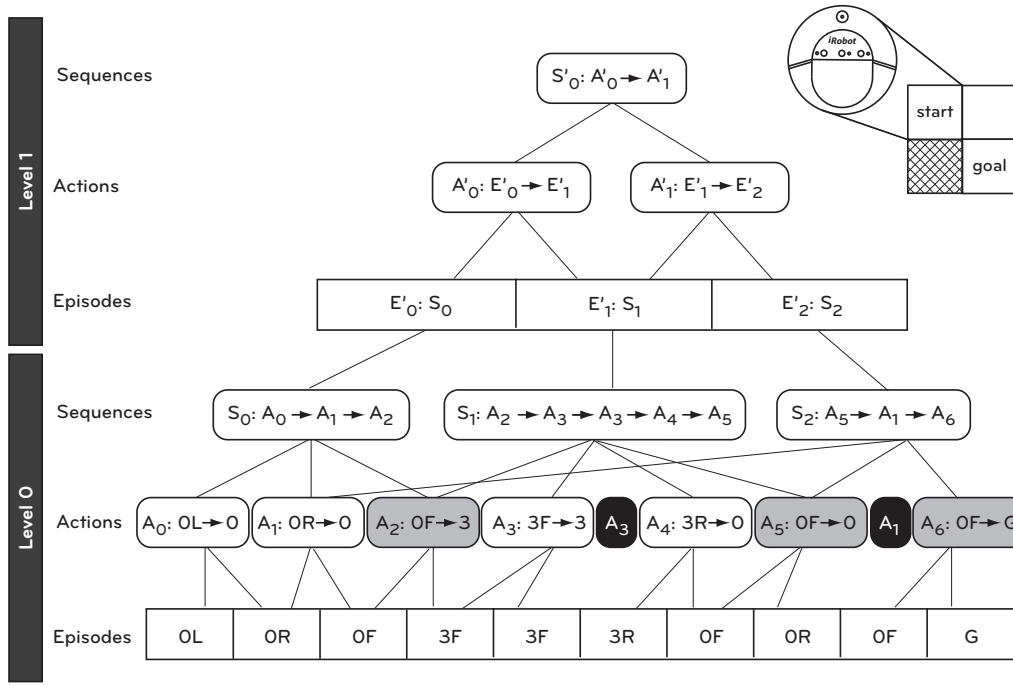 iRobot
start
goal
Level 1
Sequences
S'0: A'0→ A'1
Actions
A'0: E'0→ E'1
A'1: E'1→ E'2
Episodes
E'0: S0
E'1: S1
E'2: S2
Level 0
Sequences
S0: A0→ A1 → A2
S1: A2 → A3→ A3→ A4→ A5
S2: A5→ A1→ A6
Actions
A0: 0L→0
A1: 0R→0
A2: 0F→3
A3: 3F→3
A3
A4: 3R→0
A5: 0F→0
A1
A6: 0F→G
Episodes
0L
0R
0F
3F
3F
3R
0F
0R
0F
G